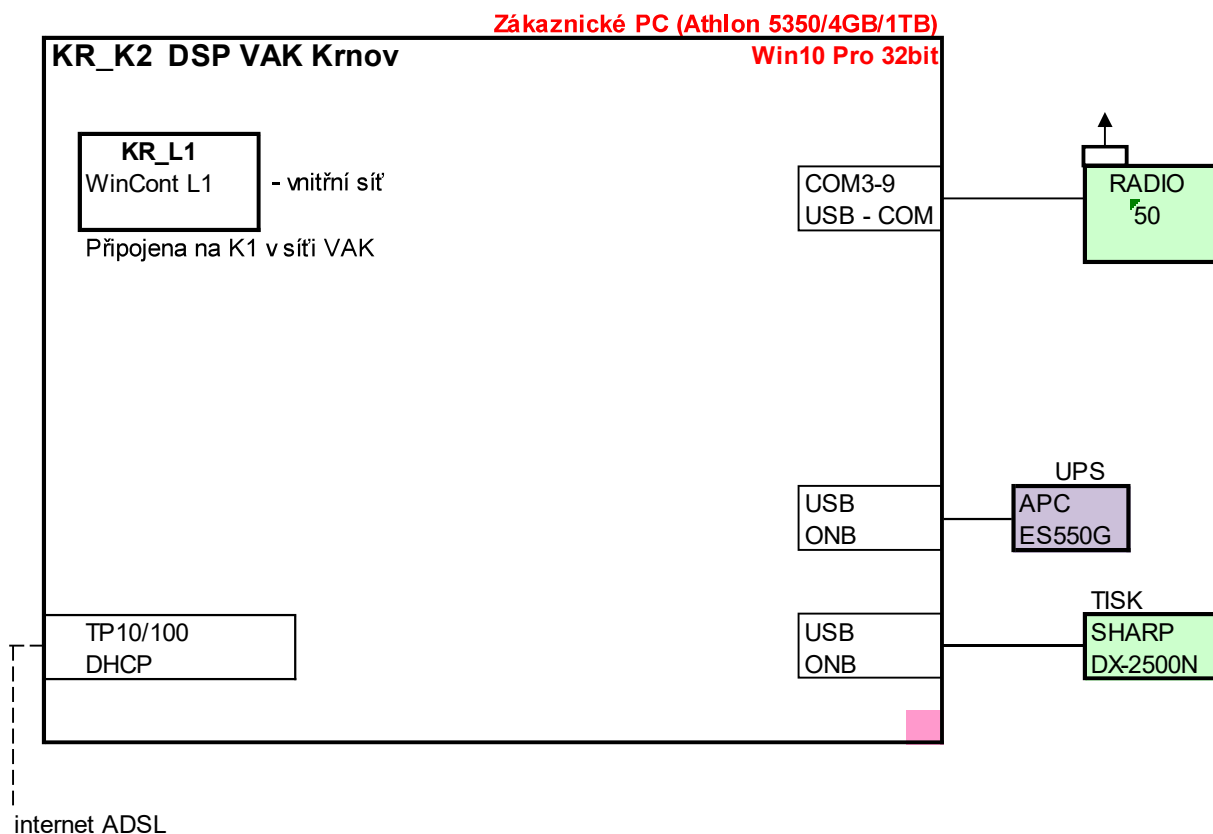 Zákaznické PC (Athlon 5350/4GB/1TB)
KR_K2 DSP VAK Krnov
Win10 Pro 32bit
KR_L1
WinCont L1
- vnitřní síť
Připojena na K1 v síťi VAK
COM3-9
USB - COM
RADIO
50
UPS
USB
ONB
APC
ES550G
TISK
TP10/100
DHCP
USB
ONB
SHARP
DX-2500N
internet ADSL